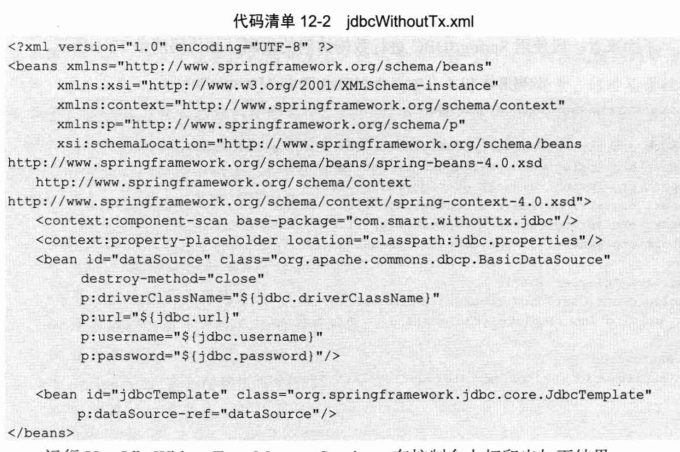 代码清单 12-2 jdbcWithoutTx.xml
<?xml version="1.0" encoding="UTF-8" ?>
<beans xmlns="http://www.springframework.org/schema/beans"
xmlns:xsi="http://www.w3.org/2001/XMLSchema-instance"
xmlns:context="http://www.springframework.org/schema/context"
xmlns:p="http://www.springframework.org/schema/p"
xsi:schemaLocation="http://www.springframework.org/schema/beans
http://www.springframework.org/schema/beans/spring-beans-4.0.xsd
http://www.springframework.org/schema/context
http://www.springframework.org/schema/context/spring-context-4.0.xsd">
<context:component-scan base-package="com.smart.withouttx.jdbc"/>
<context:property-placeholder location="classpath:jdbc.properties"/>
<bean id="dataSource" class="org.apache.commons.dbcp.BasicDataSource"
destroy-method="close"
p:driverClassName="${jdbc.driverClassName}"
p:url="${jdbc.url}"
p:username="${jdbc.username}"
p:password="${jdbc.password}"/>
<bean id="jdbcTemplate" class="org.springframework.jdbc.core.JdbcTemplate"
p:dataSource-ref="dataSource"/>
</beans>